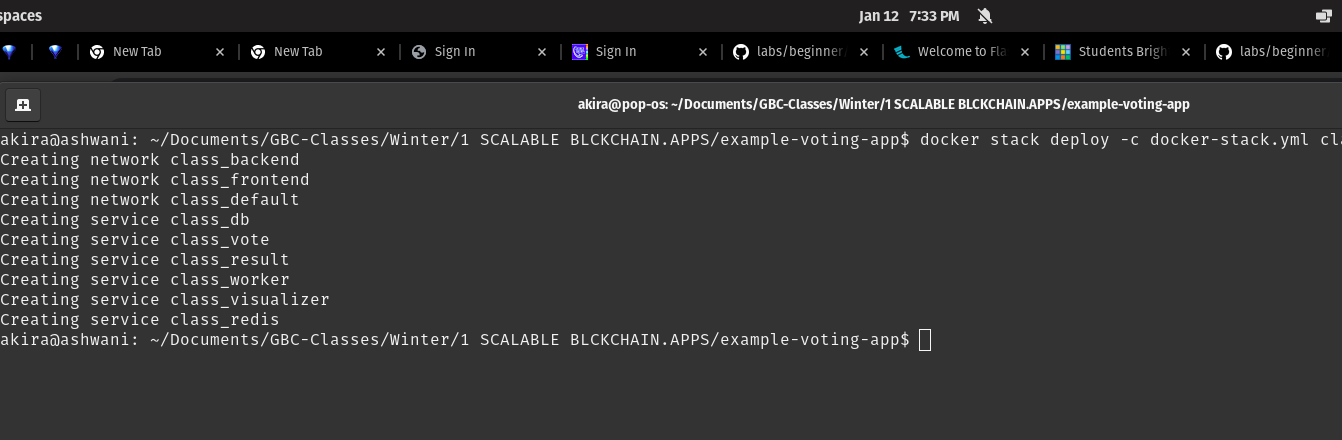 spaces
Jan 12 7:33 PM
New Tab
New Tab
Sign In
Sign In
labs/beginner
Welcome to Fla
Students Brigh
labs/beginner
akira@pop-os: ~/Documents/GBC-Classes/Winter/1 SCALABLE BLCKCHAIN.APPS/example-voting-app
akira@ashwani: ~/Documents/GBC-Classes/Winter/1 SCALABLE BLCKCHAIN.APPS/example-voting-app$ docker stack deploy -c docker-stack.yml cla
Creating network class_backend
Creating network class_frontend
Creating network class_default
Creating service class_db
Creating service class_vote
Creating service class_result
Creating service class_worker
Creating service class_visualizer
Creating service class_redis
akira@ashwani: ~/Documents/GBC-Classes/Winter/1 SCALABLE BLCKCHAIN.APPS/example-voting-app$